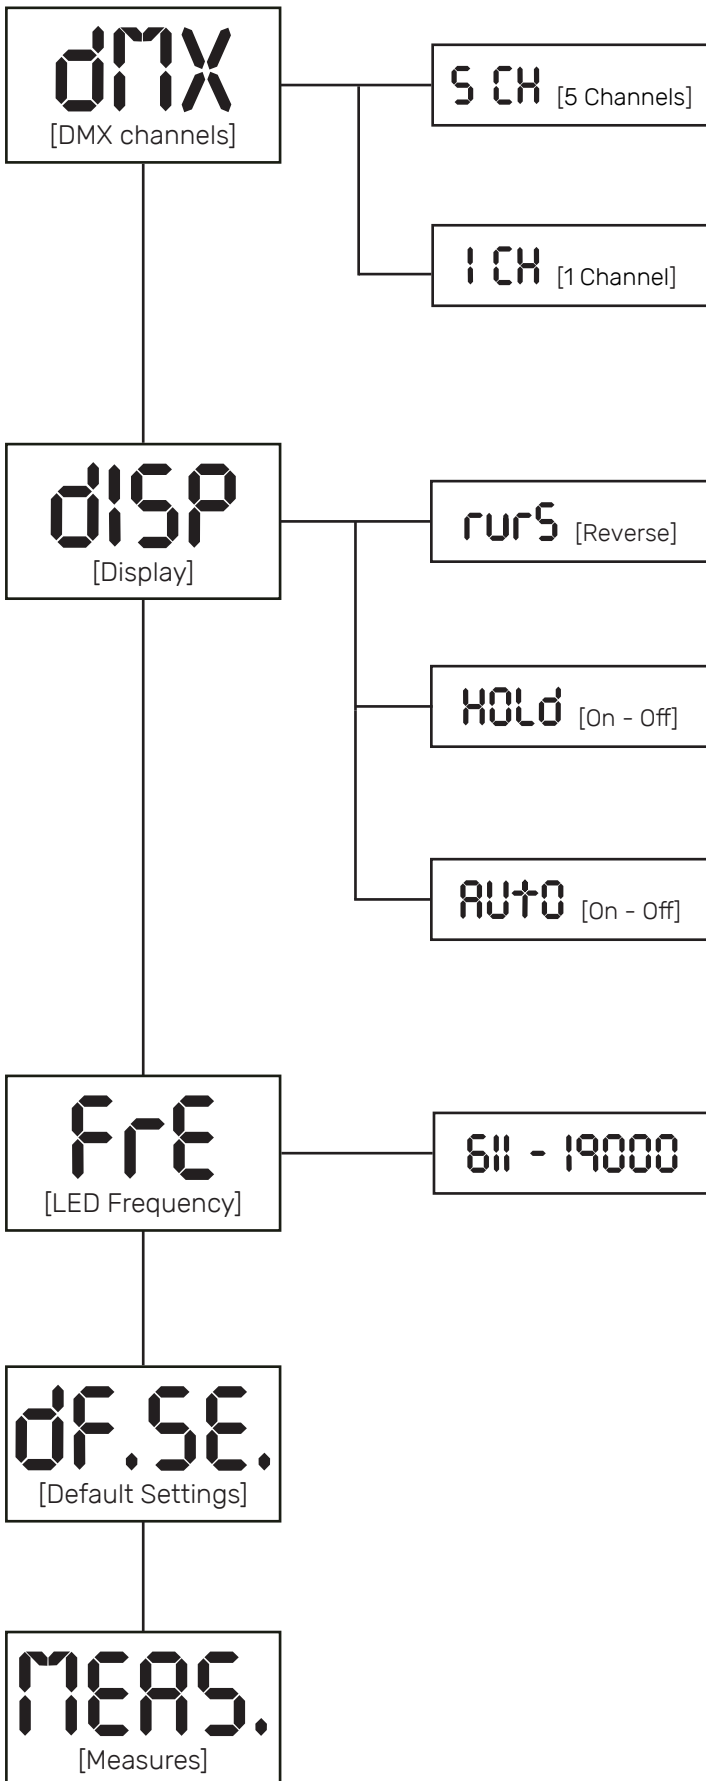 dMX
[DMX channels]
5 CH [5 Channels]
1 CH [1 Channel]
dISP
[Display]
rurS [Reverse]
HOLd [On - Off]
AUtO [On - Off]
FrE
[LED Frequency]
611 - 19000
dF.SE.
[Default Settings]
MEAS.
[Measures]